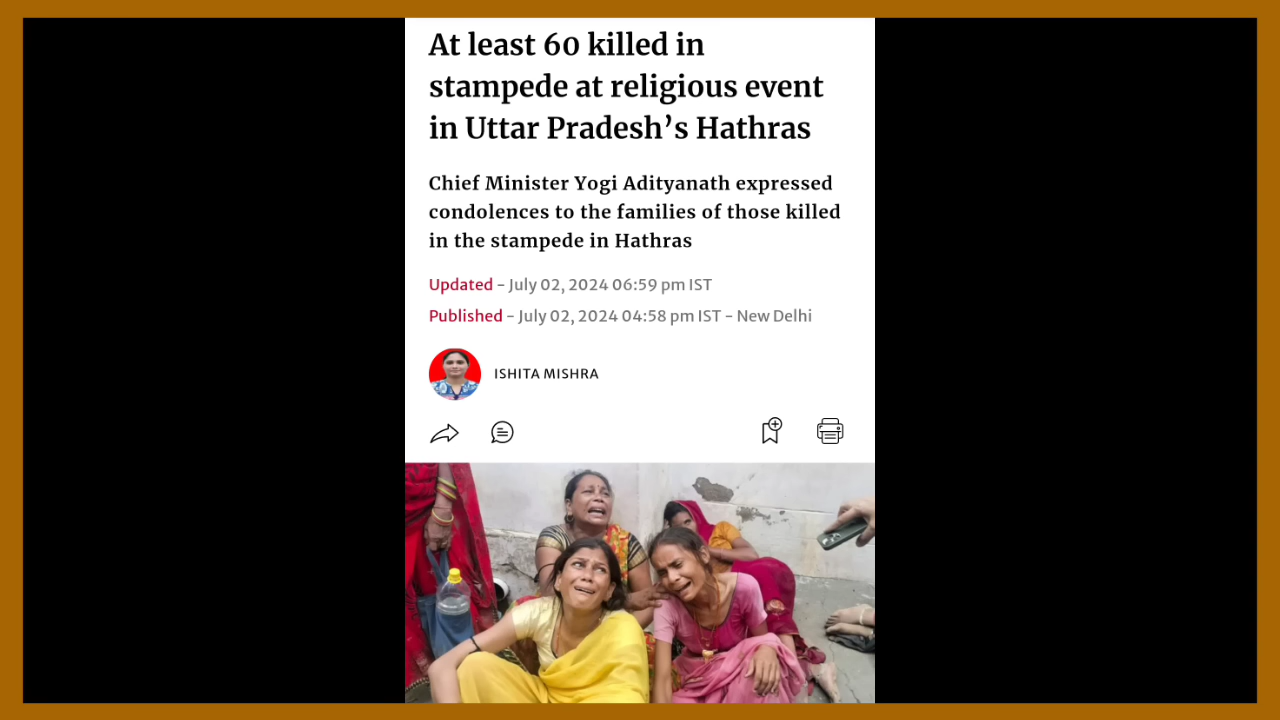 At least 60 killed in
stampede at religious event
in Uttar Pradesh’s Hathras
Chief Minister Yogi Adityanath expressed
condolences to the families of those killed
in the stampede in Hathras
Updated - July 02, 2024 06:59 pm IST
Published - July 02, 2024 04:58 pm IST - New Delhi
ISHITA MISHRA